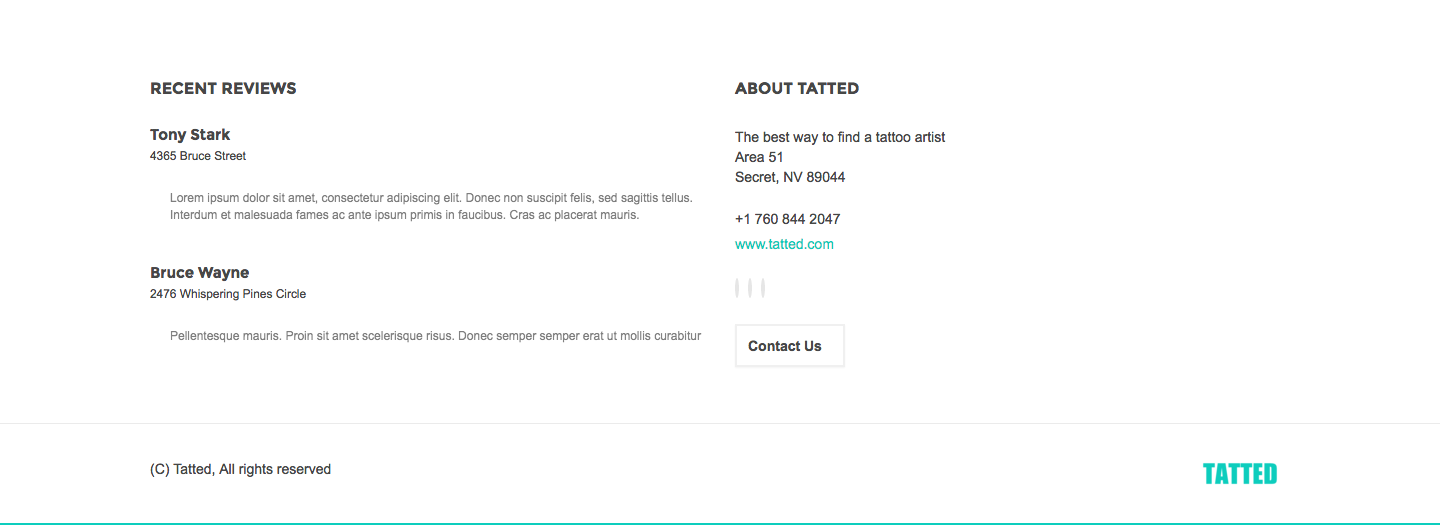 RECENT REVIEWS
Tony Stark
4365 Bruce Street
Lorem ipsum dolor sit amet, consectetur adipiscing elit. Donec non suscipit felis, sed sagittis tellus.
Interdum et malesuada fames ac ante ipsum primis in faucibus. Cras ac placerat mauris.
Bruce Wayne
2476 Whispering Pines Circle
Pellentesque mauris. Proin sit amet scelerisque risus. Donec semper semper erat ut mollis curabitur
ABOUT TATTED
The best way to find a tattoo artist
Area 51
Secret, NV 89044
+1 760 844 2047
www.tatted.com
Contact Us
(C) Tatted, All rights reserved
TATTED